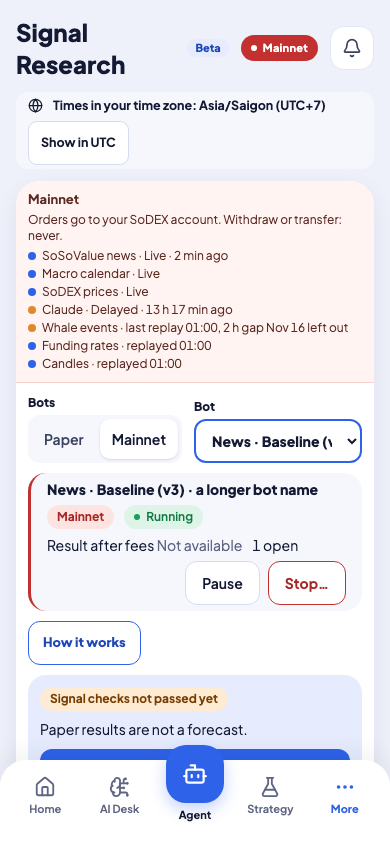 Signal
Research
Beta
Mainnet
Times in your time zone: Asia/Saigon (UTC+7)
Show in UTC
Mainnet
Orders go to your SoDEX account. Withdraw or transfer:
never.
SoSoValue news · Live · 2 min ago
Macro calendar · Live
SoDEX prices · Live
Claude · Delayed · 13 h 17 min ago
Whale events · last replay 01:00, 2 h gap Nov 16 left out
Funding rates · replayed 01:00
Candles · replayed 01:00
Bots
Bot
Paper
Mainnet
News · Baseline (v
News · Baseline (v3) · a longer bot name
Mainnet
Running
Result after fees Not available 1 open
Pause
Stop…
How it works
Signal checks not passed yet
Paper results are not a forecast.
Home
AI Desk
Agent
Strategy
More